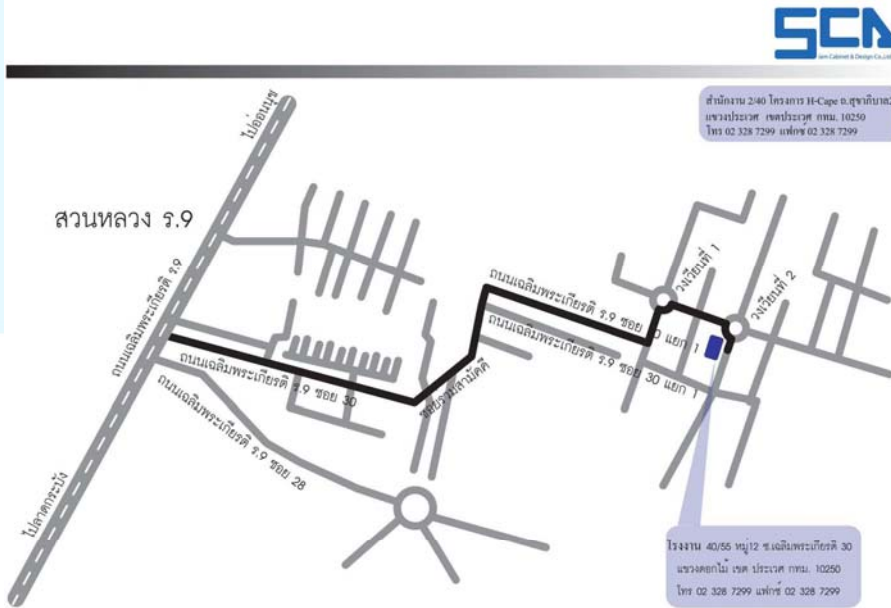 SCN
Jern Cabinet & Design Co.,Ltd
สำนักงาน 2/40 โครงการ H-Cape ถ.สุขาภิบาล2
แขวงประเวศ เขตประเวศ กทม. 10250
โทร 02 328 7299 แฟกซ์ 02 328 7299
ไปอ่อนนุช
สวนหลวง ร.9
ถนนเฉลิมพระเกียรติ ร.9
วงเวียนที่ 1
วงเวียนที่ 2
ถนนเฉลิมพระเกียรติ ร.9 ซอย 30 แยก 1
ถนนเฉลิมพระเกียรติ ร.9 ซอย 30 แยก 1
ถนนเฉลิมพระเกียรติ ร.9 ซอย 30
ซอยรามสามัคคี
ถนนเฉลิมพระเกียรติ ร.9 ซอย 28
ไปลาดกระบัง
โรงงาน 40/55 หมู่12 ซ.เฉลิมพระเกียรติ 30
แขวงดอกไม้ เขต ประเวศ กทม. 10250
โทร 02 328 7299 แฟกซ์ 02 328 7299